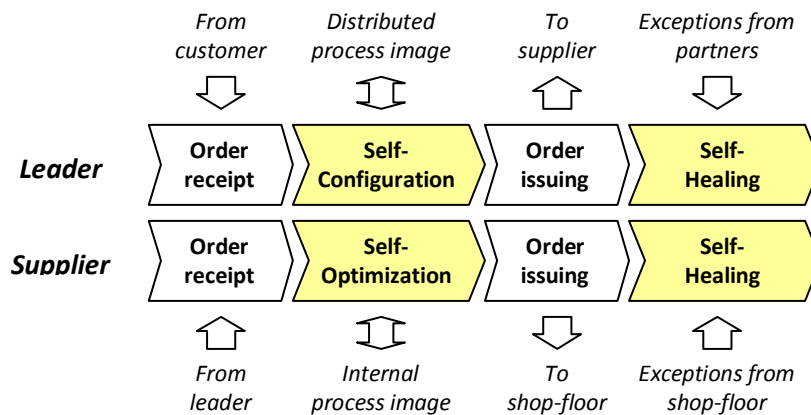 From
customer
Distributed
process image
To
supplier
Exceptions from
partners
Leader
Order
receipt
Self-
Configuration
Order
issuing
Self-
Healing
Supplier
Order
receipt
Self-
Optimization
Order
issuing
Self-
Healing
From
leader
Internal
process image
To
shop-floor
Exceptions from
shop-floor